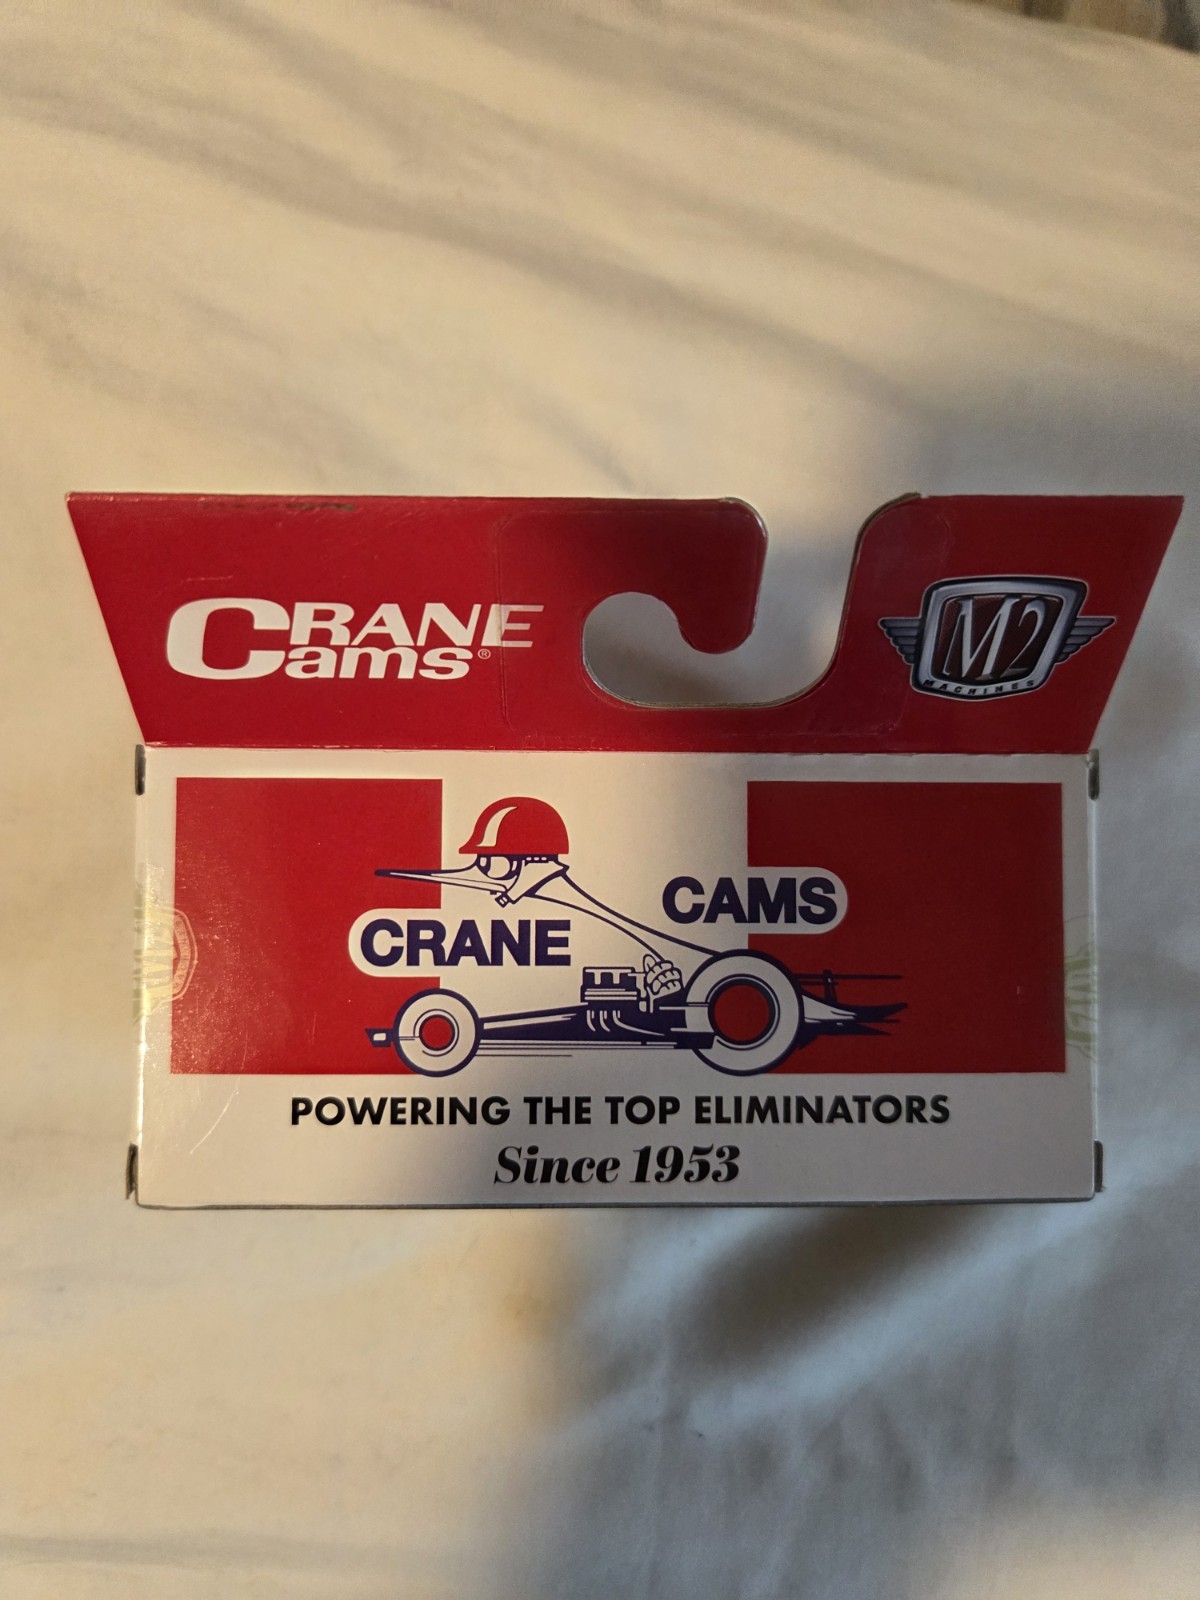 CRANE
Cams®
M2
MACHINES
CRANE
CAMS
POWERING THE TOP ELIMINATORS
Since 1953